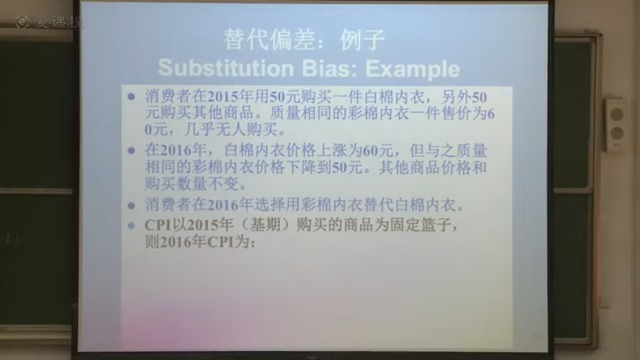 爱课程
替代偏差：例子
Substitution Bias: Example
消费者在2015年用50元购买一件白棉内衣，另外50
元购买其他商品。质量相同的彩棉内衣一件售价为6
0元，几乎无人购买。
在2016年，白棉内衣价格上涨为60元，但与之质量
相同的彩棉内衣价格下降到50元。其他商品价格和
购买数量不变。
消费者在2016年选择用彩棉内衣替代白棉内衣。
CPI以2015年（基期）购买的商品为固定篮子，
则2016年CPI为：